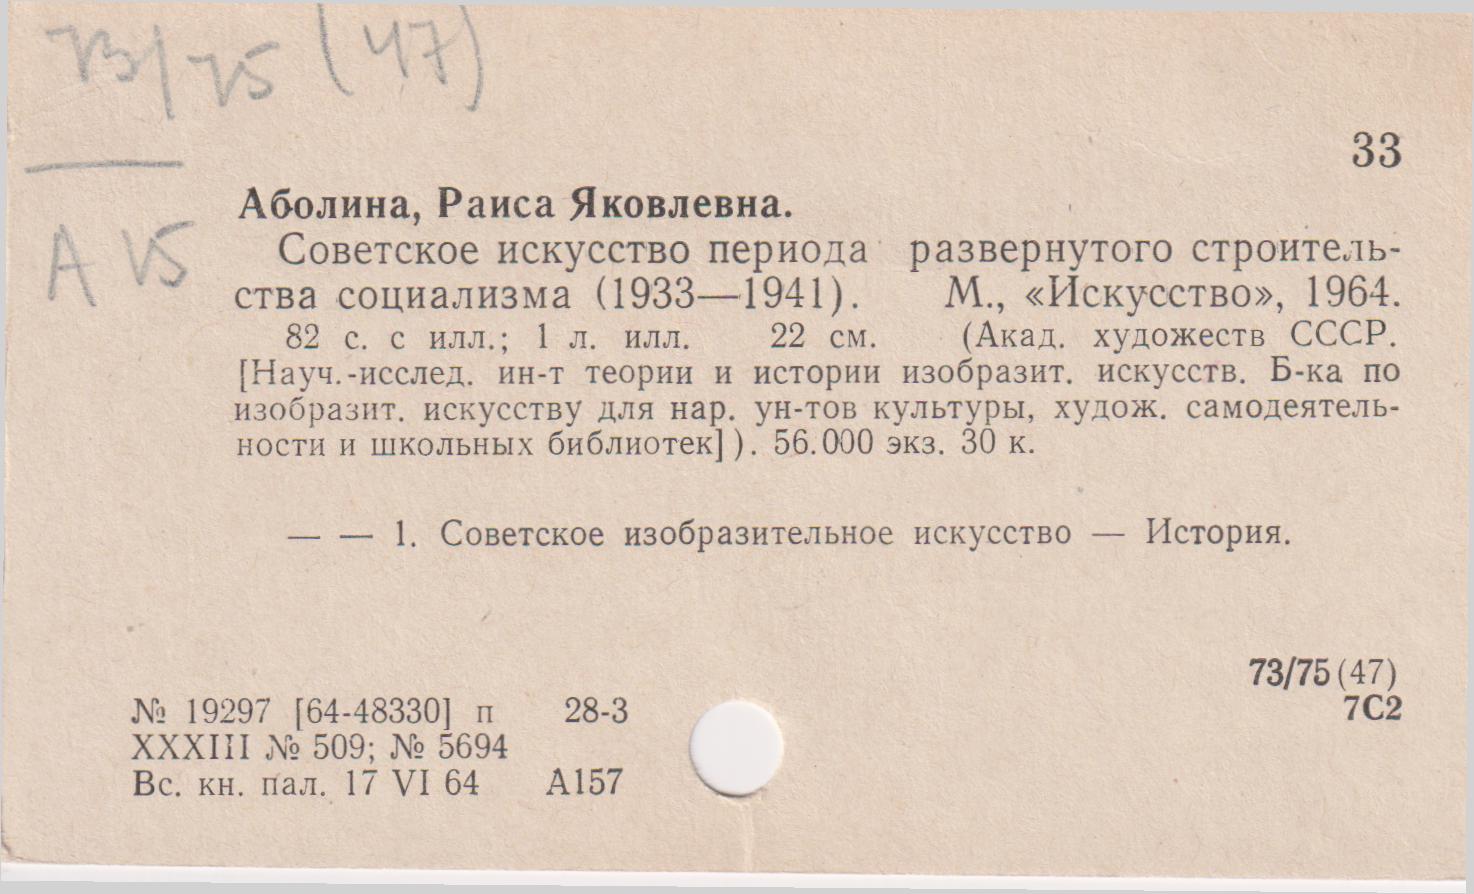 73/75 (47)
33
Аболина, Раиса Яковлевна.
А 15
Советское искусство периода развернутого строитель-
ства социализма (1933—1941). М., «Искусство», 1964.
82 с. с илл.; 1 л. илл. 22 см. (Акад. художеств СССР.
[Науч.-исслед. ин-т теории и истории изобразит. искусств. Б-ка по
изобразит. искусству для нар. ун-тов культуры, худож. самодеятель-
ности и школьных библиотек]). 56.000 экз. 30 к.
— — 1. Советское изобразительное искусство — История.
73/75 (47)
7С2
№ 19297 [64-48330] п 28-3
XXXIII № 509; № 5694
Вс. кн. пал. 17 VI 64 А157